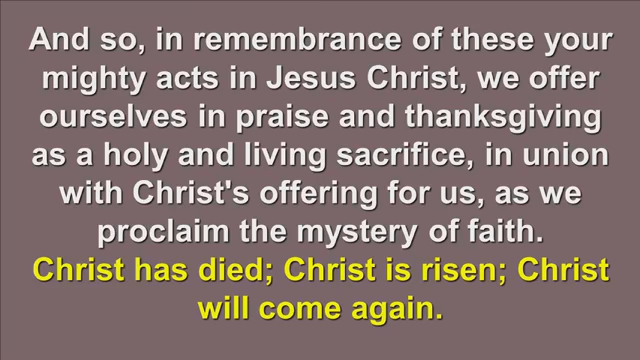 And so, in remembrance of these your
mighty acts in Jesus Christ, we offer
ourselves in praise and thanksgiving
as a holy and living sacrifice, in union
with Christ's offering for us, as we
proclaim the mystery of faith.
Christ has died; Christ is risen; Christ
will come again.